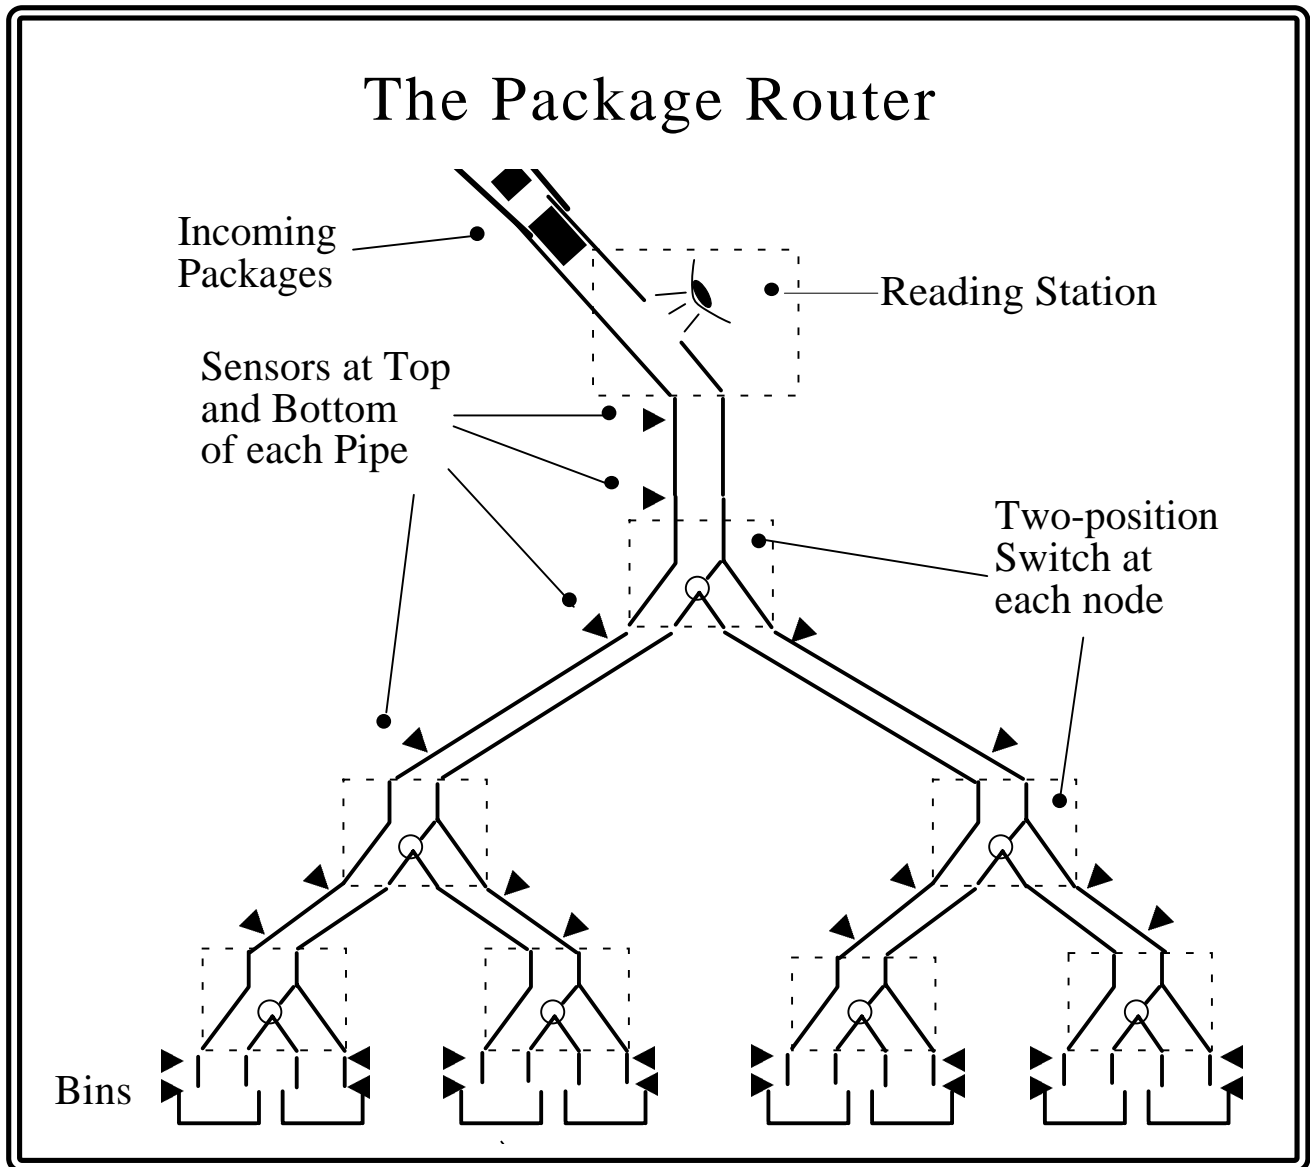 The Package Router
Incoming
Packages
Reading Station
Sensors at Top
and Bottom
of each Pipe
Two-position
Switch at
each node
Bins